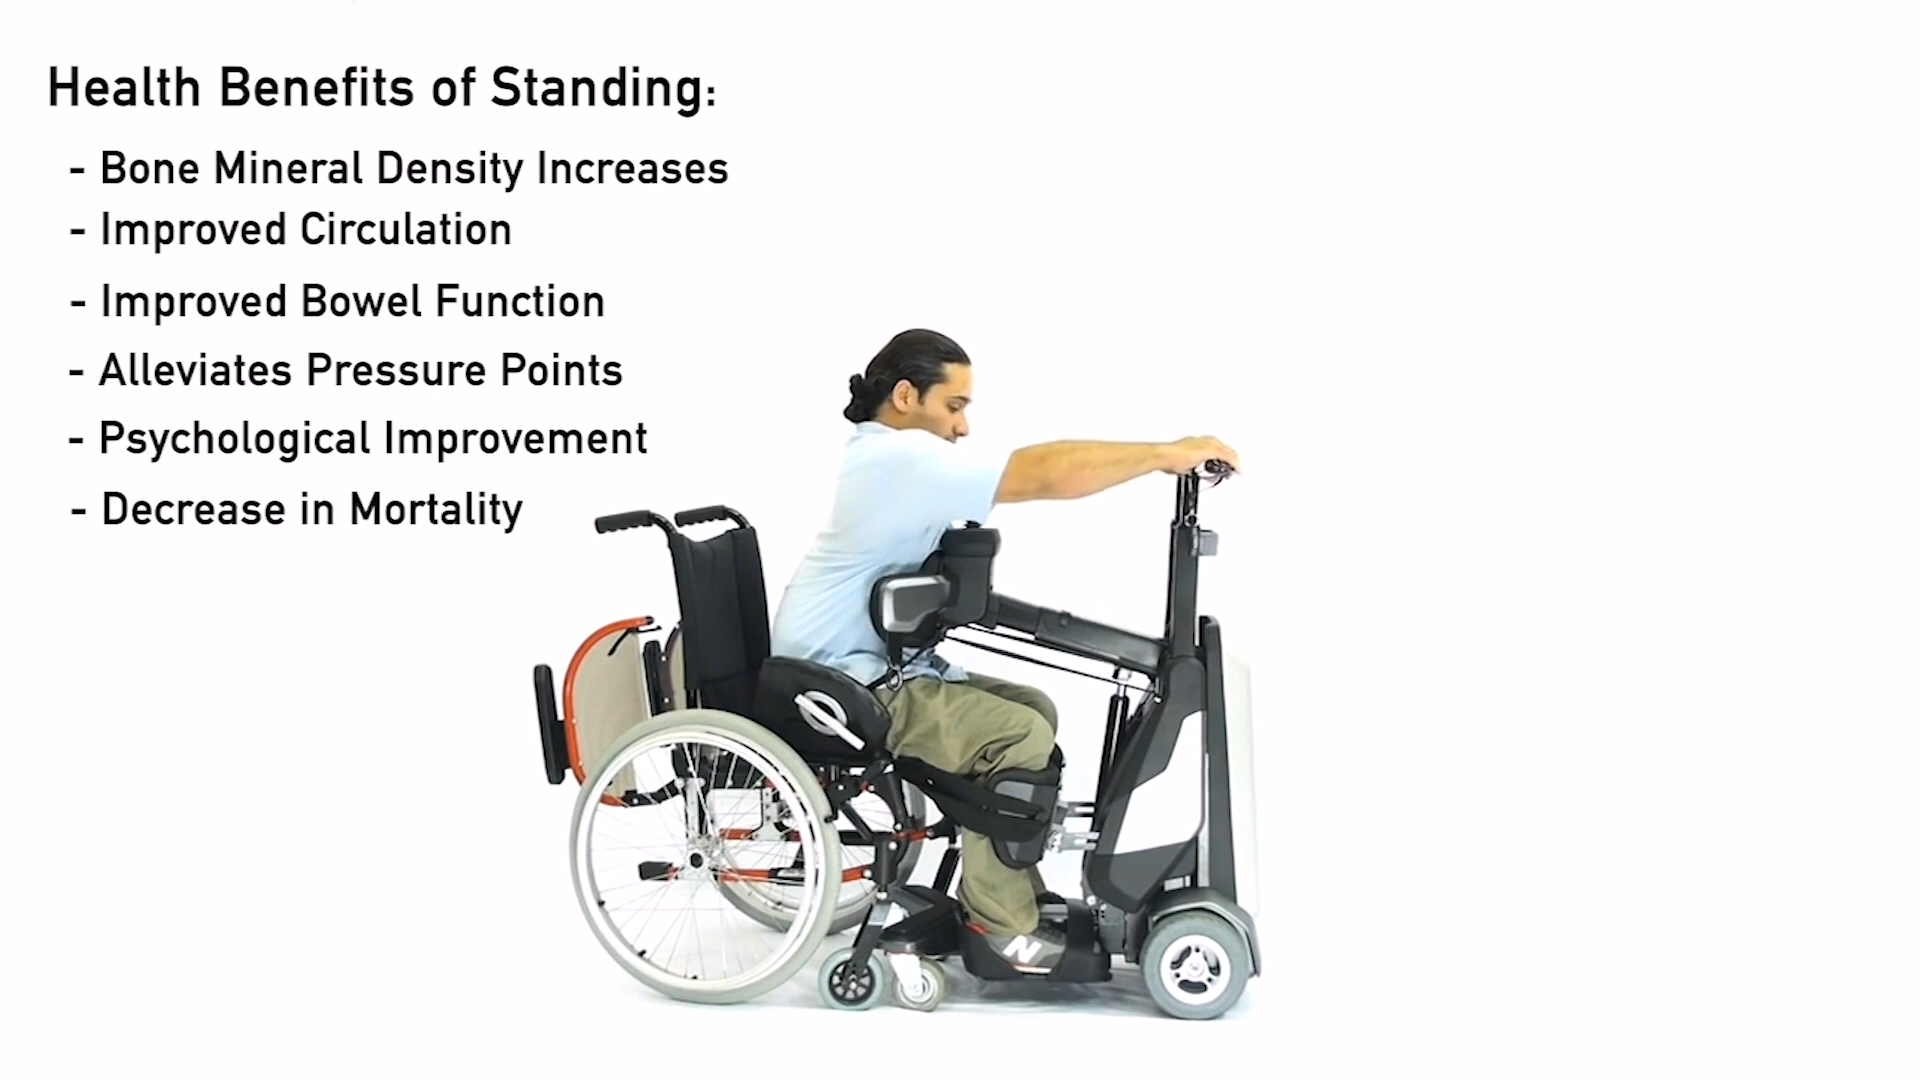 Health Benefits of Standing:
- Bone Mineral Density Increases
- Improved Circulation
- Improved Bowel Function
- Alleviates Pressure Points
- Psychological Improvement
- Decrease in Mortality
N